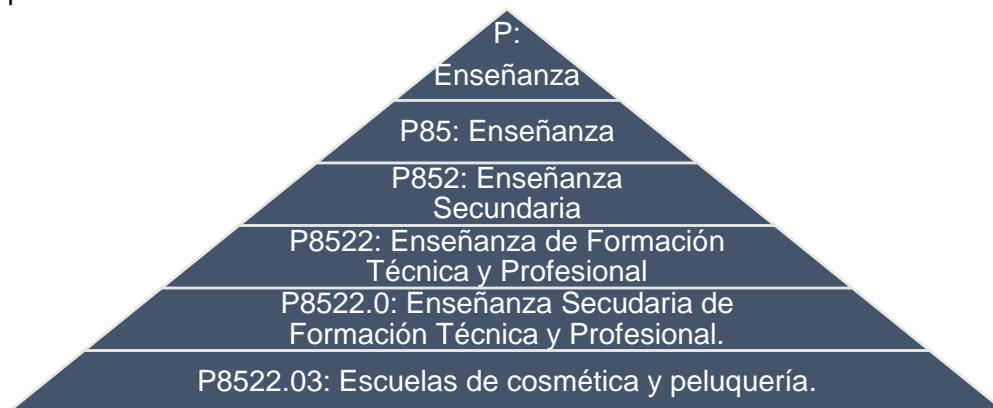 P:
Enseñanza
P85: Enseñanza
P852: Enseñanza
Secundaria
P8522: Enseñanza de Formación
Técnica y Profesional
P8522.0: Enseñanza Secudaria de
Formación Técnica y Profesional.
P8522.03: Escuelas de cosmética y peluquería.